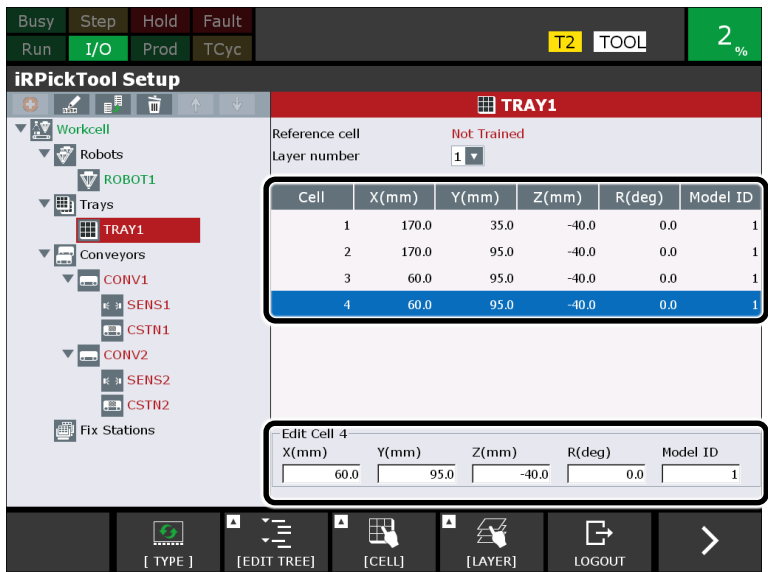 Busy Step Hold Fault
Run I/O Prod TCyc T2 TOOL 2 %
iRPickTool Setup
TRAY1
Workcell
Robots
ROBOT1
Trays
TRAY1
Conveyors
CONV1
SENS1
CSTN1
CONV2
SENS2
CSTN2
Fix Stations
Reference cell Not Trained
Layer number 1
Cell X(mm) Y(mm) Z(mm) R(deg) Model ID
1 170.0 35.0 -40.0 0.0 1
2 170.0 95.0 -40.0 0.0 1
3 60.0 95.0 -40.0 0.0 1
4 60.0 95.0 -40.0 0.0 1
Edit Cell 4
X(mm) Y(mm) Z(mm) R(deg) Model ID
60.0 95.0 -40.0 0.0 1
[ TYPE ] [EDIT TREE] [CELL] [LAYER] LOGOUT